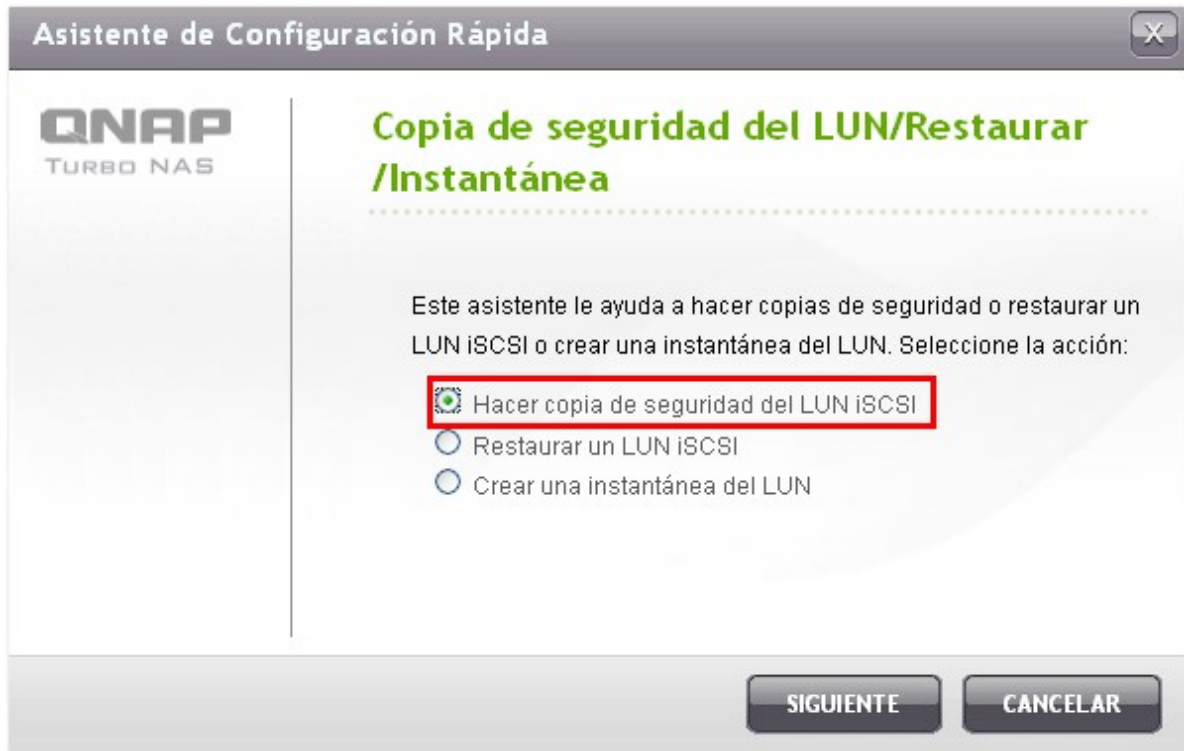 Asistente de Configuración Rápida
X
QNAP
TURBO NAS
Copia de seguridad del LUN/Restaurar
/Instantánea
Este asistente le ayuda a hacer copias de seguridad o restaurar un
LUN iSCSI o crear una instantánea del LUN. Seleccione la acción:
Hacer copia de seguridad del LUN iSCSI
Restaurar un LUN iSCSI
Crear una instantánea del LUN
SIGUIENTE
CANCELAR